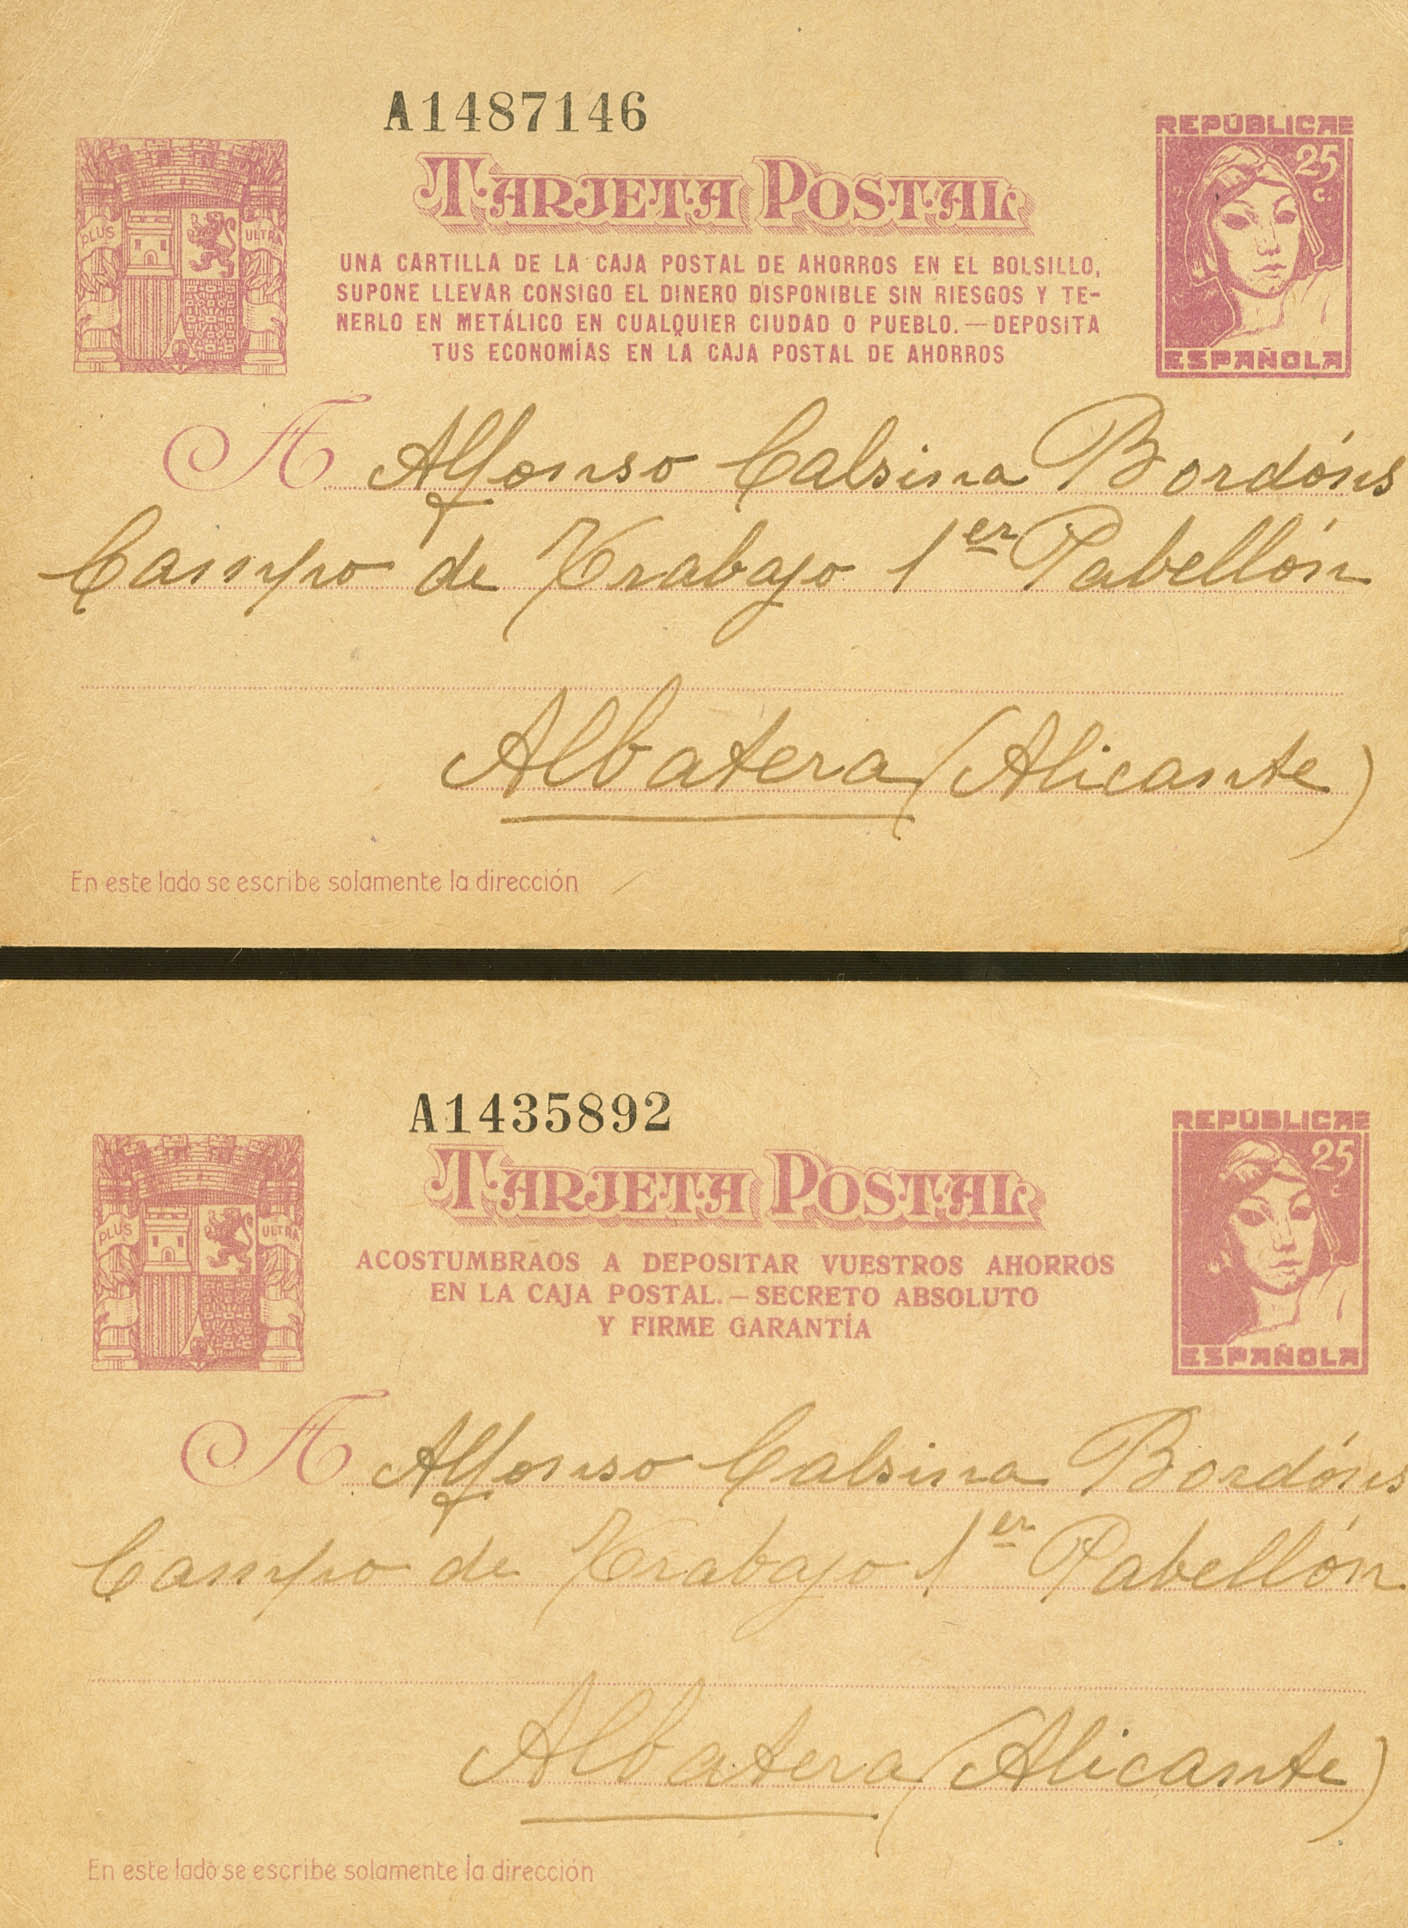 A1487146
REPÚBLICA
25
c.
TARJETA POSTAL
PLUS ULTRA
UNA CARTILLA DE LA CAJA POSTAL DE AHORROS EN EL BOLSILLO,
SUPONE LLEVAR CONSIGO EL DINERO DISPONIBLE SIN RIESGOS Y TE-
NERLO EN METÁLICO EN CUALQUIER CIUDAD O PUEBLO.—DEPOSITA
TUS ECONOMÍAS EN LA CAJA POSTAL DE AHORROS
ESPAÑOLA
A Alfonso Calsina Bordóns
Campo de Trabajo 1er Pabellón
Albatera (Alicante)
En este lado se escribe solamente la dirección
A1435892
REPÚBLICA
25
c.
TARJETA POSTAL
PLUS ULTRA
ACOSTUMBRAOS A DEPOSITAR VUESTROS AHORROS
EN LA CAJA POSTAL.—SECRETO ABSOLUTO
Y FIRME GARANTÍA
ESPAÑOLA
A Alfonso Calsina Bordóns
Campo de Trabajo 1er Pabellón
Albatera (Alicante)
En este lado se escribe solamente la dirección